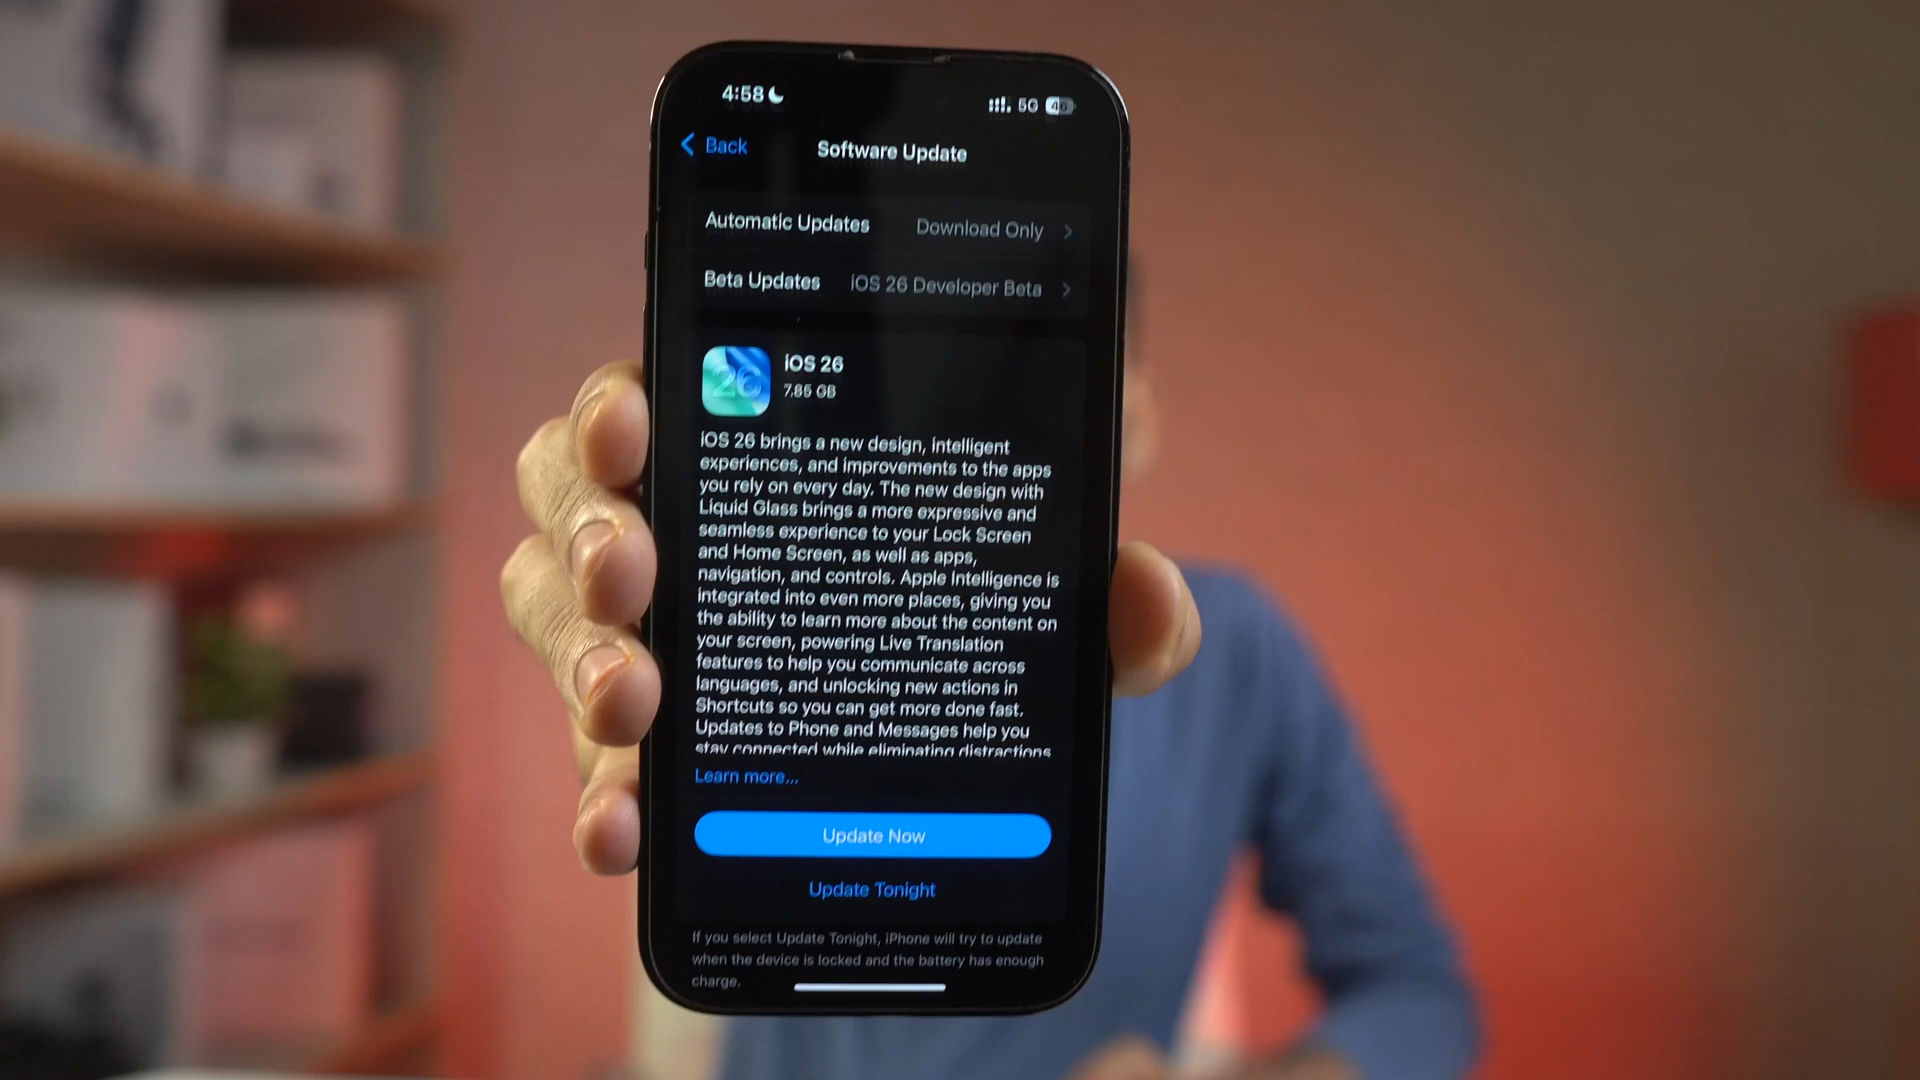 4:58
5G 46
Back
Software Update
Automatic Updates Download Only
Beta Updates iOS 26 Developer Beta
26
iOS 26
7.85 GB
iOS 26 brings a new design, intelligent
experiences, and improvements to the apps
you rely on every day. The new design with
Liquid Glass brings a more expressive and
seamless experience to your Lock Screen
and Home Screen, as well as apps,
navigation, and controls. Apple Intelligence is
integrated into even more places, giving you
the ability to learn more about the content on
your screen, powering Live Translation
features to help you communicate across
languages, and unlocking new actions in
Shortcuts so you can get more done fast.
Updates to Phone and Messages help you
stay connected while eliminating distractions
Learn more...
Update Now
Update Tonight
If you select Update Tonight, iPhone will try to update
when the device is locked and the battery has enough
charge.